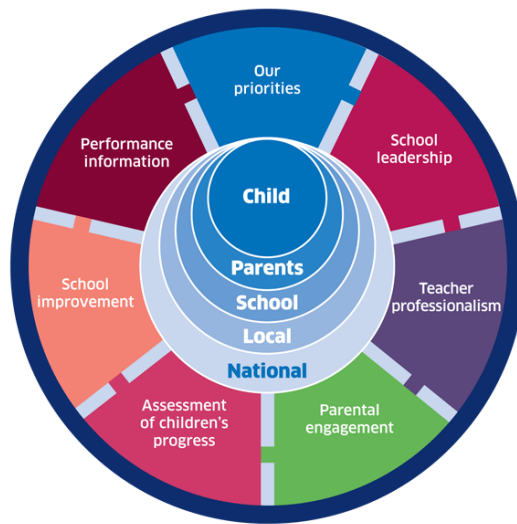 Our
priorities
School
leadership
Teacher
professionalism
Parental
engagement
Assessment
of children's
progress
School
improvement
Performance
information
Child
Parents
School
Local
National